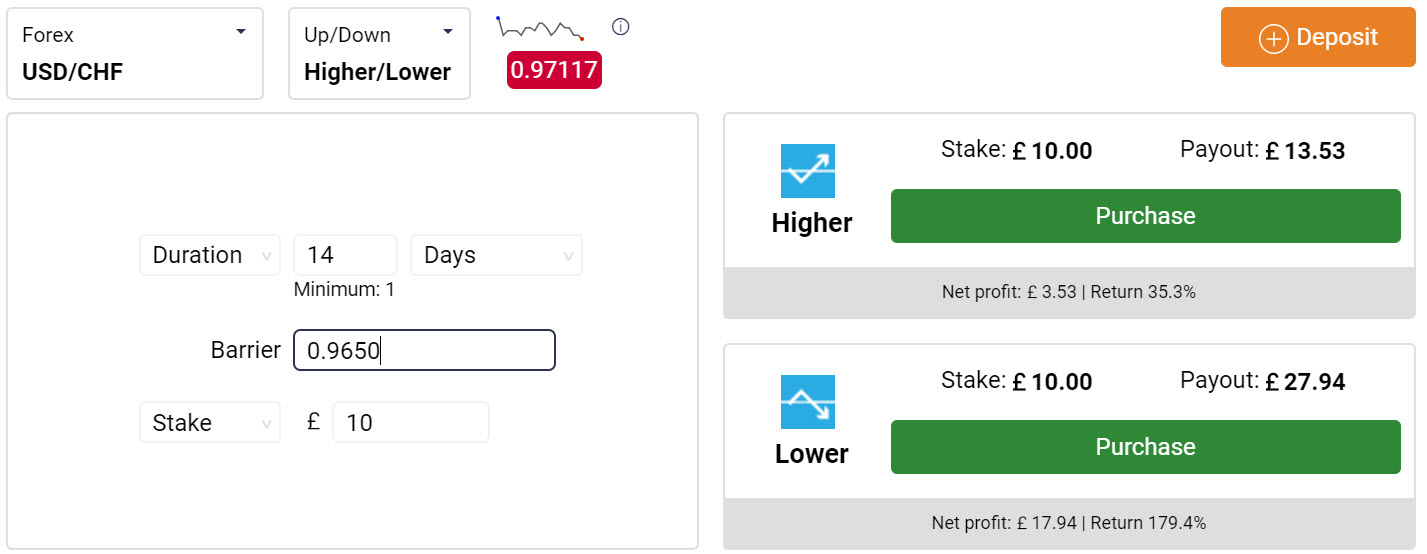 Forex
USD/CHF
Up/Down
Higher/Lower
0.97117
Deposit
Duration 14 Days
Minimum: 1
Barrier 0.9650
Stake £ 10
Stake: £ 10.00 Payout: £ 13.53
Higher
Purchase
Net profit: £ 3.53 | Return 35.3%
Stake: £ 10.00 Payout: £ 27.94
Lower
Purchase
Net profit: £ 17.94 | Return 179.4%